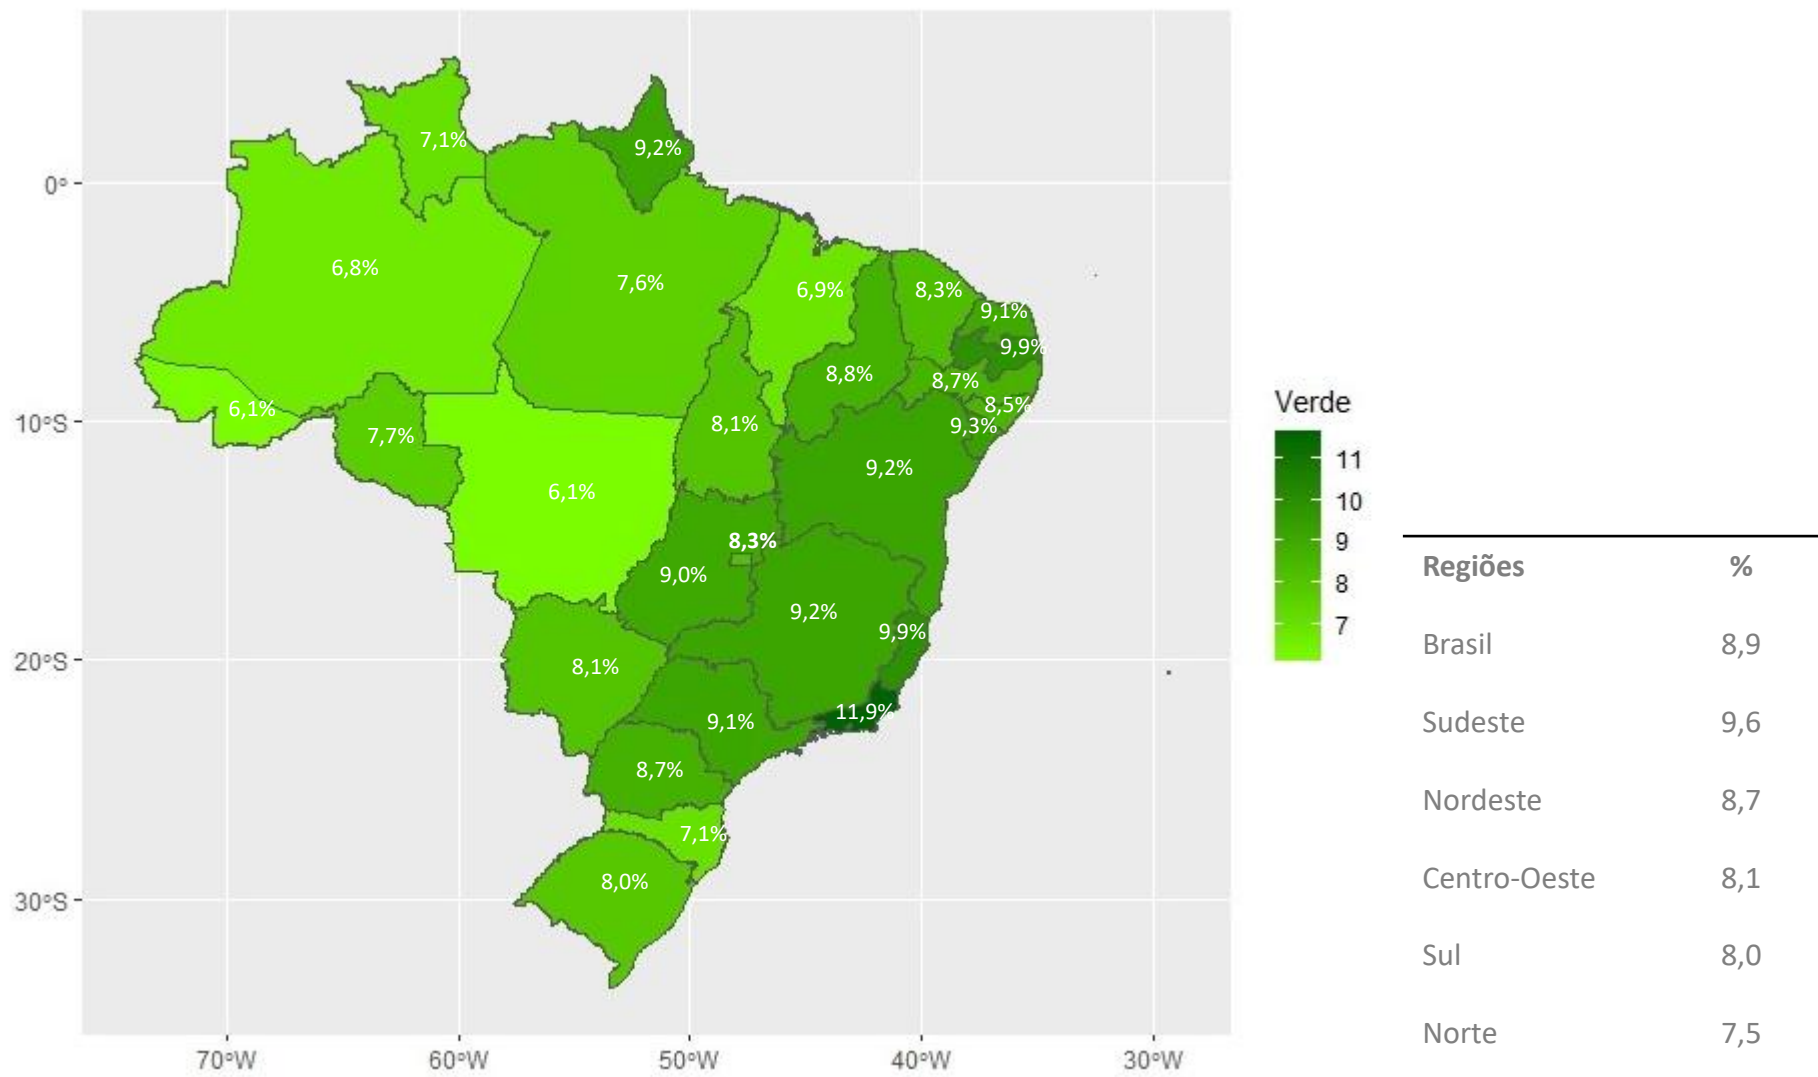 7,1%
9,2%
0°
6,8%
7,6%
6,9%
8,3%
9,1%
9,9%
8,8%
8,7%
8,5%
6,1%
10°S
7,7%
8,1%
9,3%
9,2%
6,1%
8,3%
9,0%
9,2%
9,9%
20°S
8,1%
11,9%
9,1%
8,7%
7,1%
8,0%
30°S
70°W
60°W
50°W
40°W
30°W
Verde
11
10
9
8
7
Regiões %
Brasil 8,9
Sudeste 9,6
Nordeste 8,7
Centro-Oeste 8,1
Sul 8,0
Norte 7,5